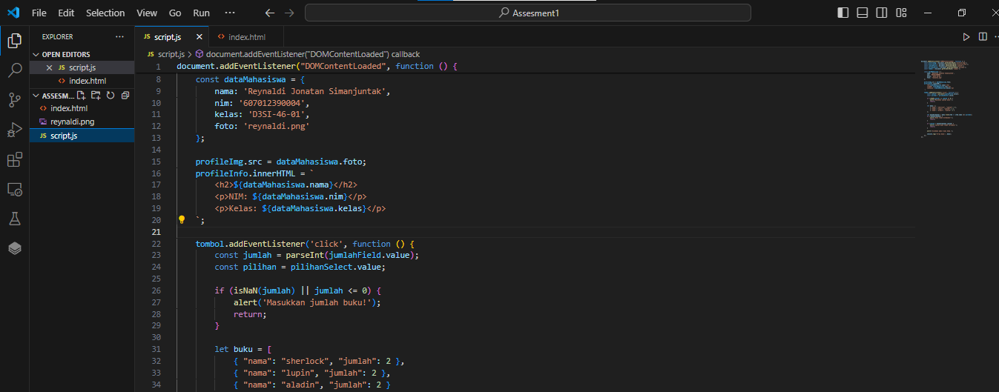 File Edit Selection View Go Run ··· Assesment1
EXPLORER ···
OPEN EDITORS
JS script.js
<> index.html
ASSESM...
<> index.html
reynaldi.png
JS script.js
JS script.js <> index.html
JS script.js > document.addEventListener("DOMContentLoaded") callback
1 document.addEventListener("DOMContentLoaded", function () {
8 const dataMahasiswa = {
9 nama: 'Reynaldi Jonatan Simanjuntak',
10 nim: '607012390004',
11 kelas: 'D3SI-46-01',
12 foto: 'reynaldi.png'
13 };
14
15 profileImg.src = dataMahasiswa.foto;
16 profileInfo.innerHTML = `
17 <h2>${dataMahasiswa.nama}</h2>
18 <p>NIM: ${dataMahasiswa.nim}</p>
19 <p>Kelas: ${dataMahasiswa.kelas}</p>
20 `;
21
22 tombol.addEventListener('click', function () {
23 const jumlah = parseInt(jumlahField.value);
24 const pilihan = pilihanSelect.value;
25
26 if (isNaN(jumlah) || jumlah <= 0) {
27 alert('Masukkan jumlah buku!');
28 return;
29 }
30
31 let buku = [
32 { "nama": "sherlock", "jumlah": 2 },
33 { "nama": "lupin", "jumlah": 2 },
34 { "nama": "aladin", "jumlah": 2 }